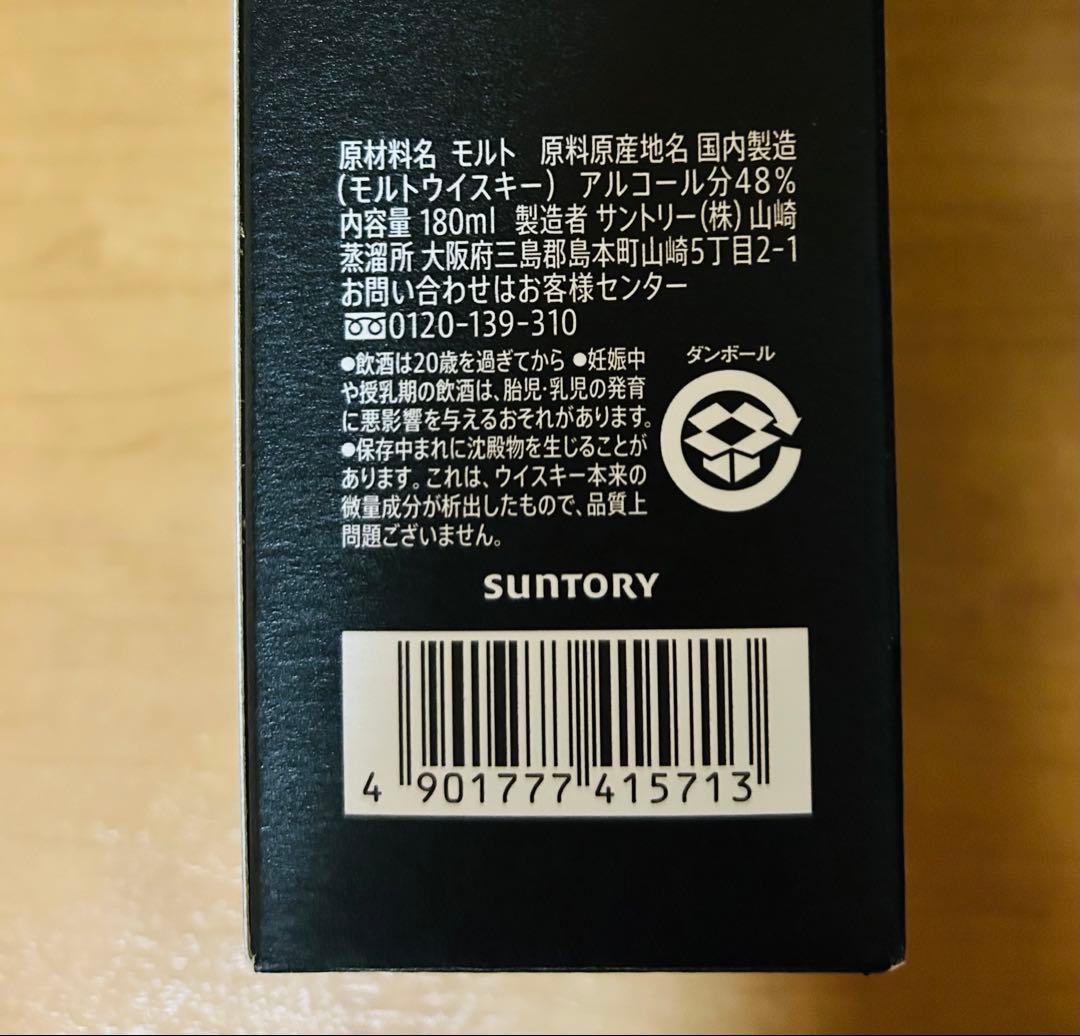 原材料名 モルト 原料原産地名 国内製造
(モルトウイスキー) アルコール分48%
内容量 180ml 製造者 サントリー(株)山崎
蒸溜所 大阪府三島郡島本町山崎5丁目2-1
お問い合わせはお客様センター
0120-139-310
●飲酒は20歳を過ぎてから ●妊娠中
や授乳期の飲酒は、胎児・乳児の発育
に悪影響を与えるおそれがあります。
●保存中まれに沈殿物を生じることが
あります。これは、ウイスキー本来の
微量成分が析出したもので、品質上
問題ございません。
ダンボール
SUNTORY
4 901777 415713